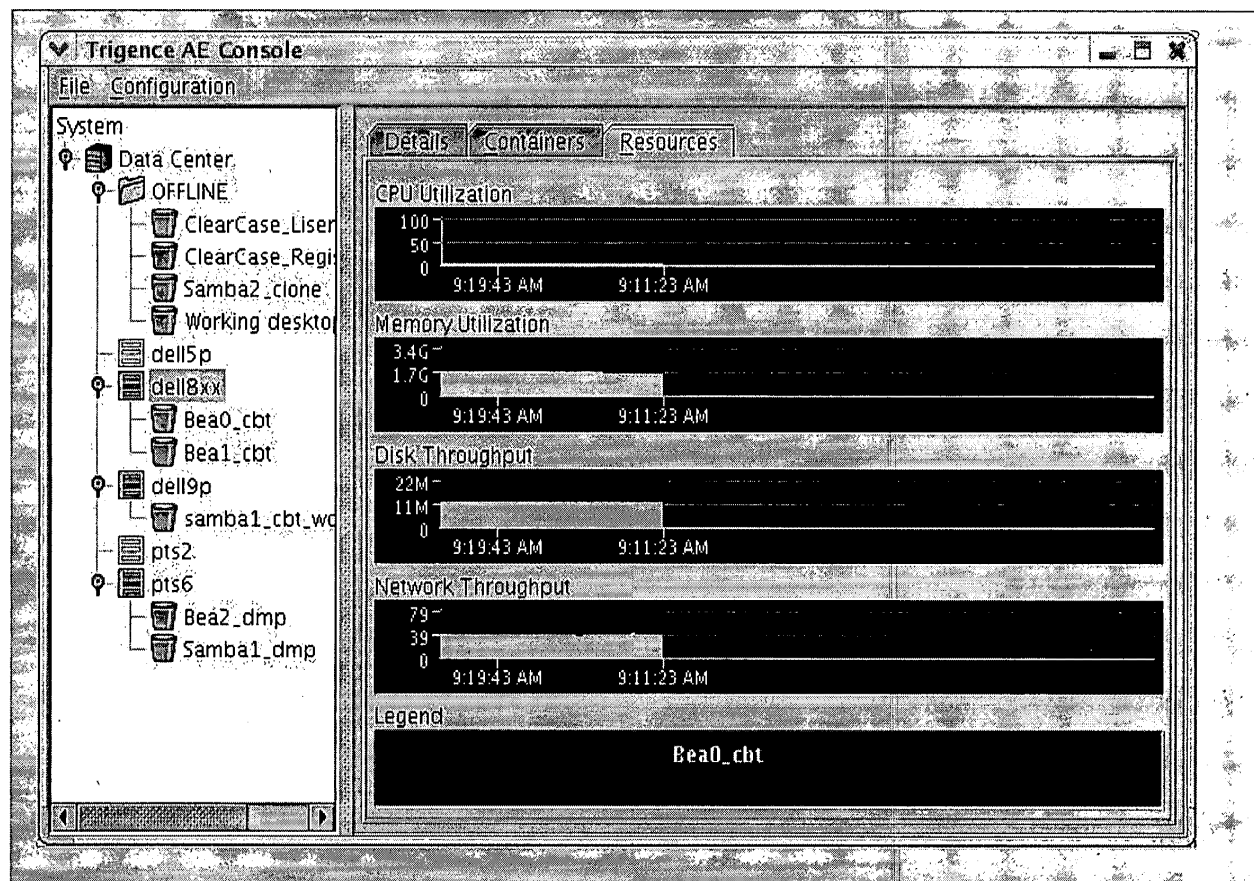 Trigence AE Console
File Configuration
System
Data Center
OFFLINE
ClearCase_Liser
ClearCase_Regi
Samba2_clone
Working deskto
dell5p
dell8xx
Bea0_cbt
Bea1_cbt
dell9p
samba1_cbt_wo
pts2
pts6
Bea2_dmp
Samba1_dmp
Details Containers Resources
CPU Utilization
100
50
0
9:19:43 AM 9:11:23 AM
Memory Utilization
3.4G
1.7G
0
9:19:43 AM 9:11:23 AM
Disk Throughput
22M
11M
0
9:19:43 AM 9:11:23 AM
Network Throughput
79
39
0
9:19:43 AM 9:11:23 AM
Legend
Bea0_cbt